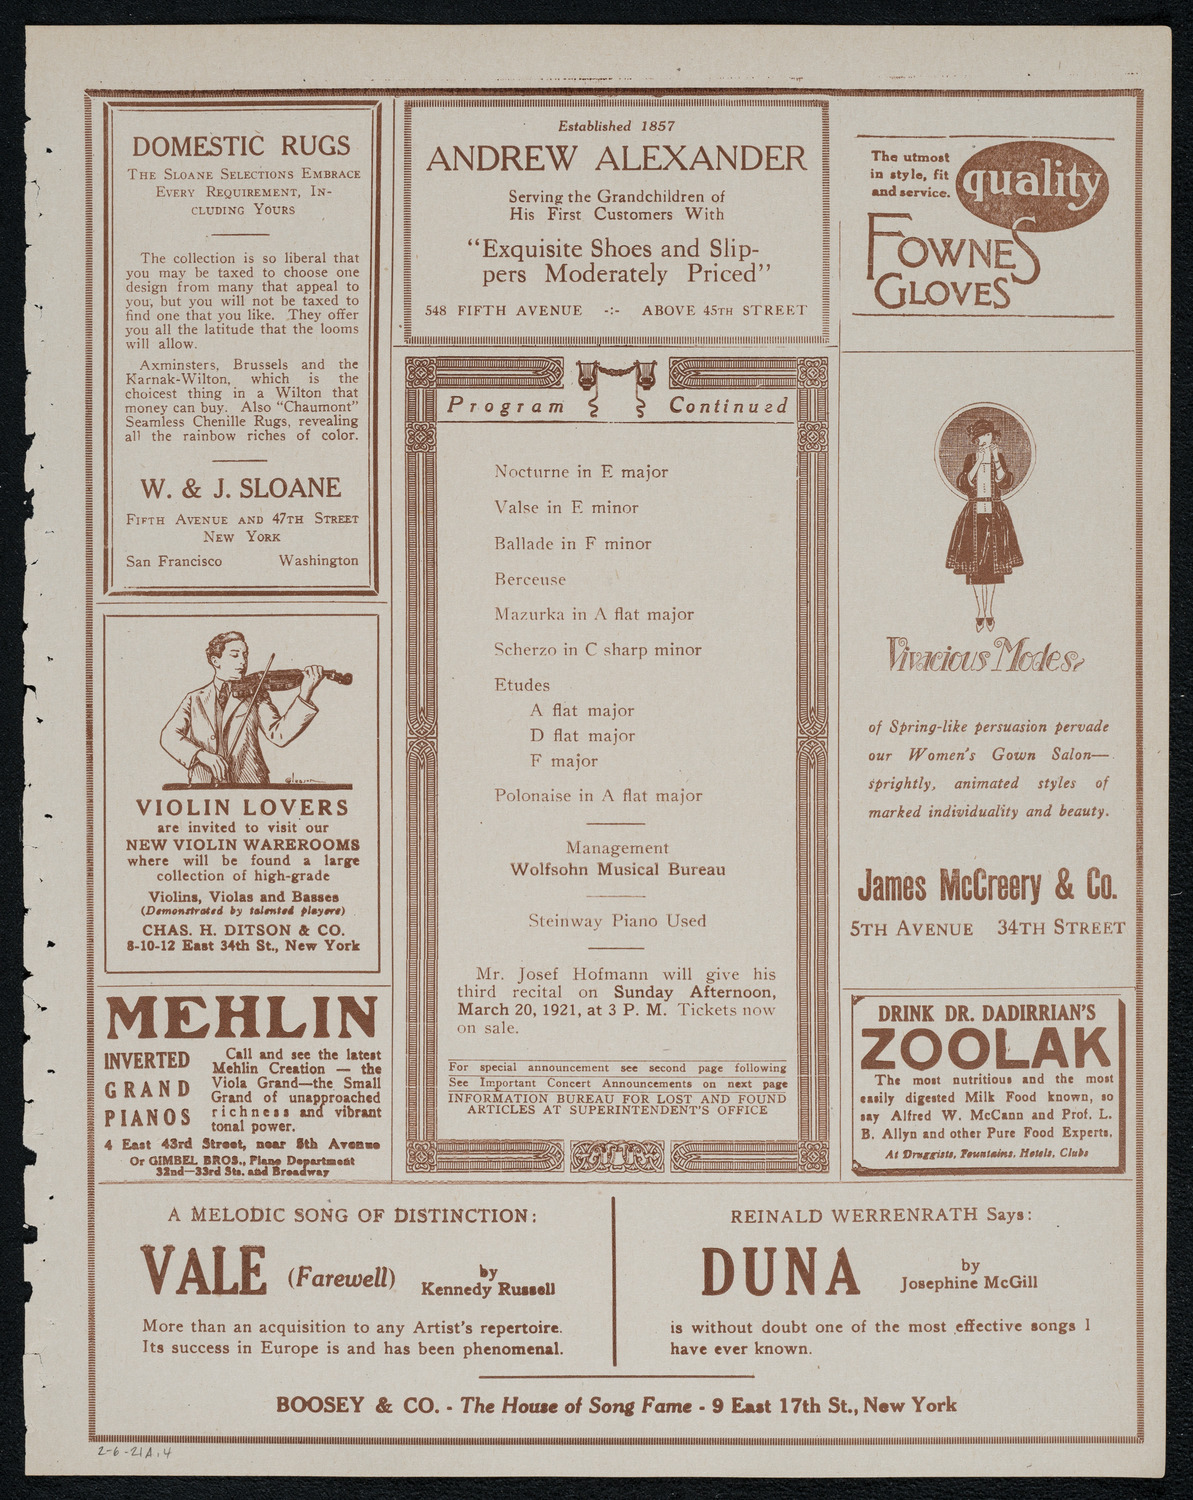 DOMESTIC RUGS
THE SLOANE SELECTIONS EMBRACE
EVERY REQUIREMENT, IN-
CLUDING YOURS
The collection is so liberal that
you may be taxed to choose one
design from many that appeal to
you, but you will not be taxed to
find one that you like. They offer
you all the latitude that the looms
will allow.
Axminsters, Brussels and the
Karnak-Wilton, which is the
choicest thing in a Wilton that
money can buy. Also "Chaumont"
Seamless Chenille Rugs, revealing
all the rainbow riches of color.
W. & J. SLOANE
FIFTH AVENUE AND 47TH STREET
NEW YORK
San Francisco Washington
VIOLIN LOVERS
are invited to visit our
NEW VIOLIN WAREROOMS
where will be found a large
collection of high-grade
Violins, Violas and Basses
(Demonstrated by talented players)
CHAS. H. DITSON & CO.
8-10-12 East 34th St., New York
MEHLIN
INVERTED
GRAND
PIANOS
Call and see the latest
Mehlin Creation — the
Viola Grand—the Small
Grand of unapproached
richness and vibrant
tonal power.
4 East 43rd Street, near 5th Avenue
Or GIMBEL BROS., Piano Department
32nd—33rd Sts. and Broadway
Established 1857
ANDREW ALEXANDER
Serving the Grandchildren of
His First Customers With
"Exquisite Shoes and Slip-
pers Moderately Priced"
548 FIFTH AVENUE -:- ABOVE 45TH STREET
Program Continued
Nocturne in E major
Valse in E minor
Ballade in F minor
Berceuse
Mazurka in A flat major
Scherzo in C sharp minor
Etudes
A flat major
D flat major
F major
Polonaise in A flat major
Management
Wolfsohn Musical Bureau
Steinway Piano Used
Mr. Josef Hofmann will give his
third recital on Sunday Afternoon,
March 20, 1921, at 3 P. M. Tickets now
on sale.
For special announcement see second page following
See Important Concert Announcements on next page
INFORMATION BUREAU FOR LOST AND FOUND
ARTICLES AT SUPERINTENDENT'S OFFICE
The utmost
in style, fit
and service.
quality
FOWNES
GLOVES
Vivacious Modes
of Spring-like persuasion pervade
our Women's Gown Salon—
sprightly, animated styles of
marked individuality and beauty.
James McCreery & Co.
5TH AVENUE 34TH STREET
DRINK DR. DADIRRIAN'S
ZOOLAK
The most nutritious and the most
easily digested Milk Food known, so
say Alfred W. McCann and Prof. L.
B. Allyn and other Pure Food Experts.
At Druggists, Fountains, Hotels, Clubs
A MELODIC SONG OF DISTINCTION:
VALE (Farewell) by
Kennedy Russell
More than an acquisition to any Artist's repertoire.
Its success in Europe is and has been phenomenal.
REINALD WERRENRATH Says:
DUNA by
Josephine McGill
is without doubt one of the most effective songs I
have ever known.
BOOSEY & CO. - The House of Song Fame - 9 East 17th St., New York
2-6-21A.4